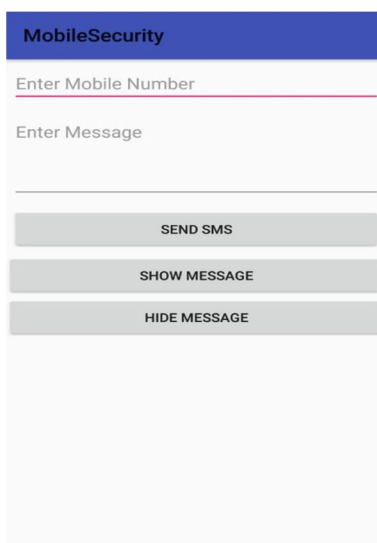 MobileSecurity
Enter Mobile Number
Enter Message
SEND SMS
SHOW MESSAGE
HIDE MESSAGE